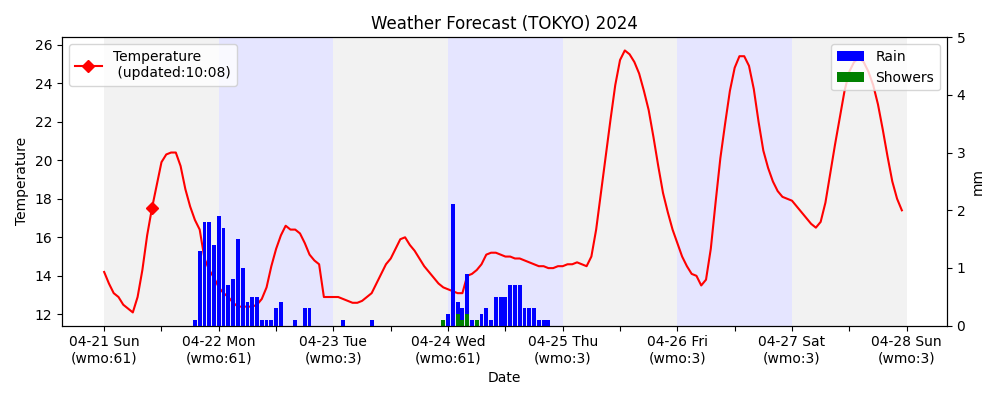 Weather Forecast (TOKYO) 2024
Temperature
(updated:10:08)
Rain
Showers
26
24
22
20
18
16
14
12
Temperature
5
4
3
2
1
0
mm
04-21 Sun
(wmo:61)
04-22 Mon
(wmo:61)
04-23 Tue
(wmo:3)
04-24 Wed
(wmo:61)
04-25 Thu
(wmo:3)
04-26 Fri
(wmo:3)
04-27 Sat
(wmo:3)
04-28 Sun
(wmo:3)
Date